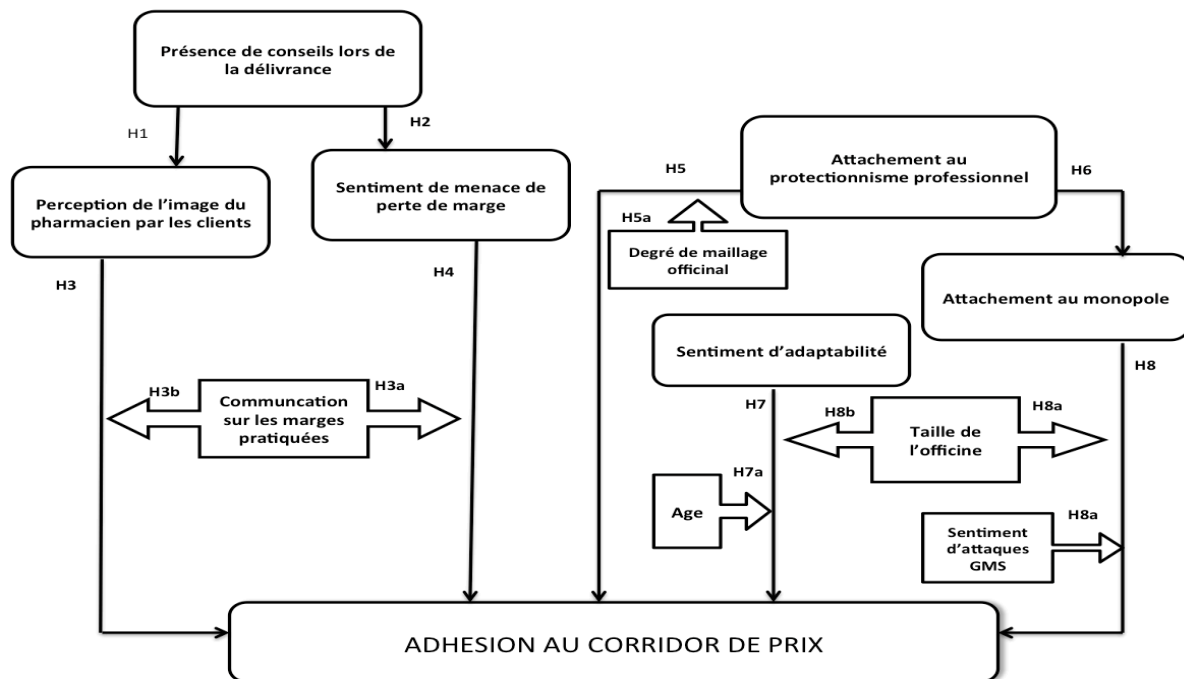 Présence de conseils lors de
la délivrance
H1
H2
Perception de l'image du
pharmacien par les clients
Sentiment de menace de
perte de marge
H3
H4
H3b
Communcation
sur les marges
pratiquées
H3a
Attachement au
protectionnisme professionnel
H5
H6
H5a
Degré de maillage
officinal
Attachement au monopole
Sentiment d'adaptabilité
H7
H8
H8b
Taille de
l'officine
H8a
Age
H7a
Sentiment
d'attaques
GMS
H8a
ADHESION AU CORRIDOR DE PRIX